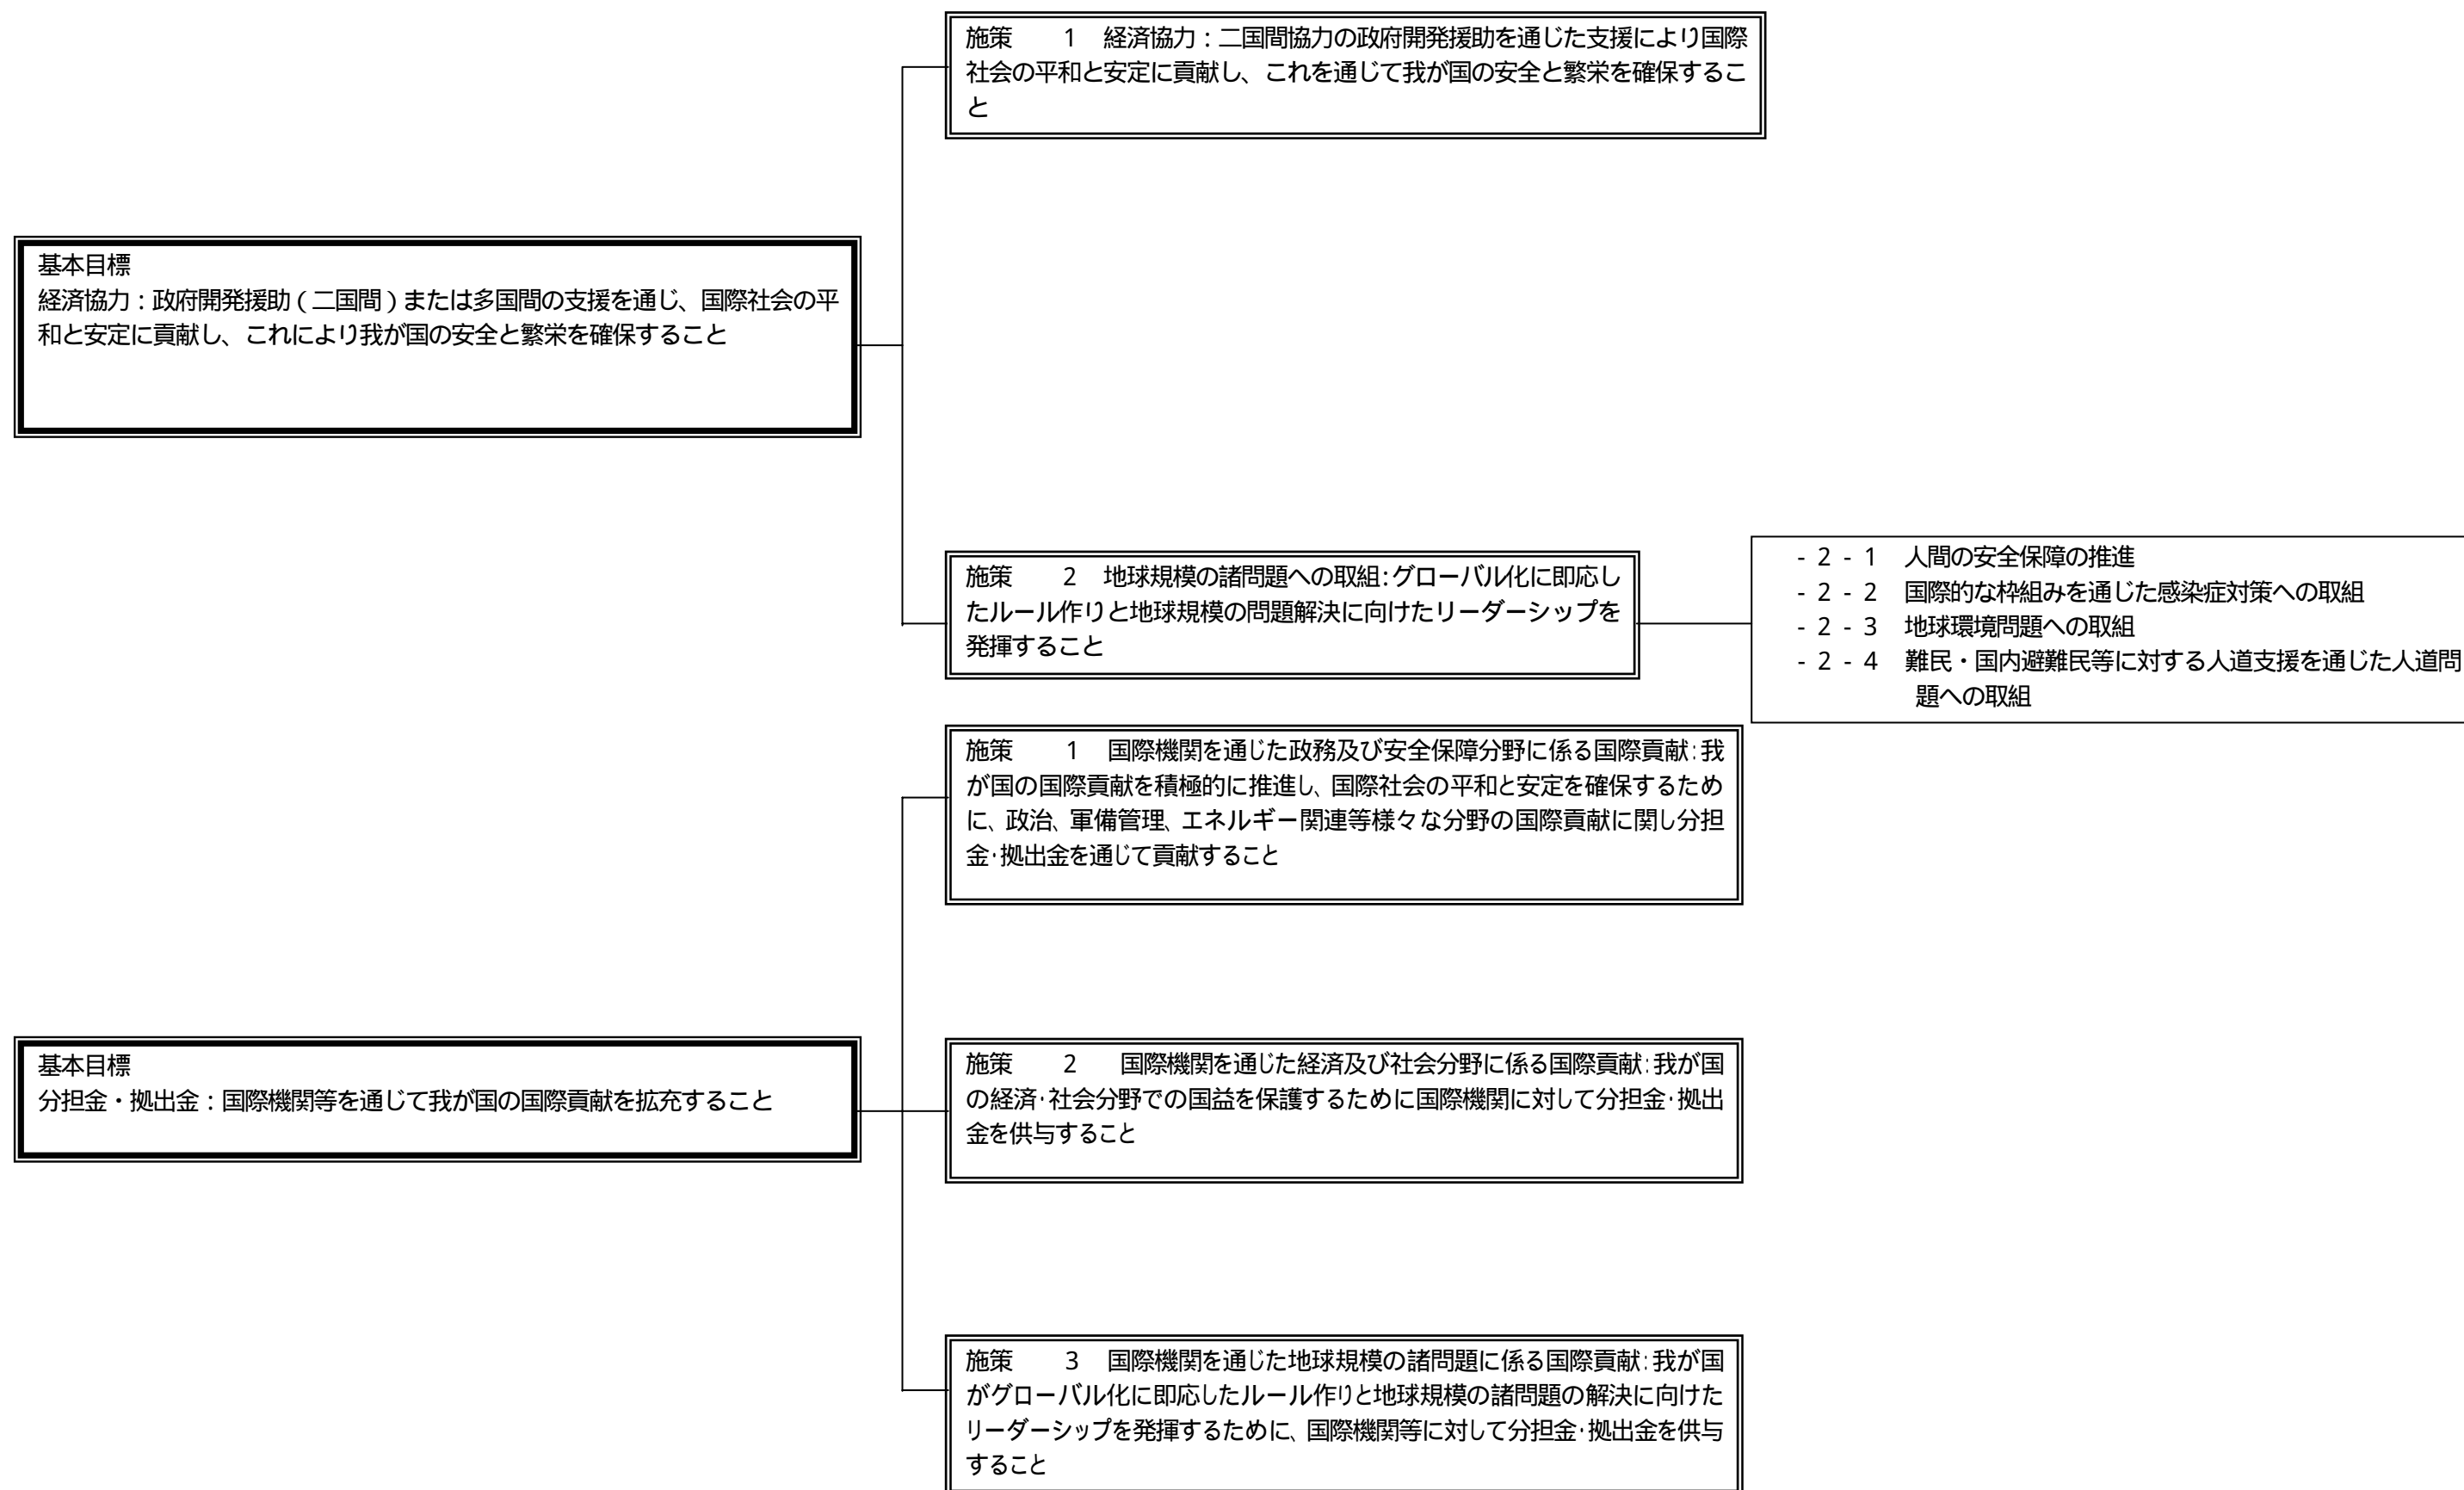 施策　　1　経済協力：二国間協力の政府開発援助を通じた支援により国際
社会の平和と安定に貢献し、これを通じて我が国の安全と繁栄を確保するこ
と
基本目標
経済協力：政府開発援助（二国間）または多国間の支援を通じ、国際社会の平
和と安定に貢献し、これにより我が国の安全と繁栄を確保すること
施策　　2　地球規模の諸問題への取組：グローバル化に即応し
たルール作りと地球規模の問題解決に向けたリーダーシップを
発揮すること
- 2 - 1　人間の安全保障の推進
- 2 - 2　国際的な枠組みを通じた感染症対策への取組
- 2 - 3　地球環境問題への取組
- 2 - 4　難民・国内避難民等に対する人道支援を通じた人道問
題への取組
施策　　1　国際機関を通じた政務及び安全保障分野に係る国際貢献：我
が国の国際貢献を積極的に推進し、国際社会の平和と安定を確保するため
に、政治、軍備管理、エネルギー関連等様々な分野の国際貢献に関し分担
金・拠出金を通じて貢献すること
基本目標
分担金・拠出金：国際機関等を通じて我が国の国際貢献を拡充すること
施策　　2　国際機関を通じた経済及び社会分野に係る国際貢献：我が国
の経済・社会分野での国益を保護するために国際機関に対して分担金・拠出
金を供与すること
施策　　3　国際機関を通じた地球規模の諸問題に係る国際貢献：我が国
がグローバル化に即応したルール作りと地球規模の諸問題の解決に向けた
リーダーシップを発揮するために、国際機関等に対して分担金・拠出金を供与
すること